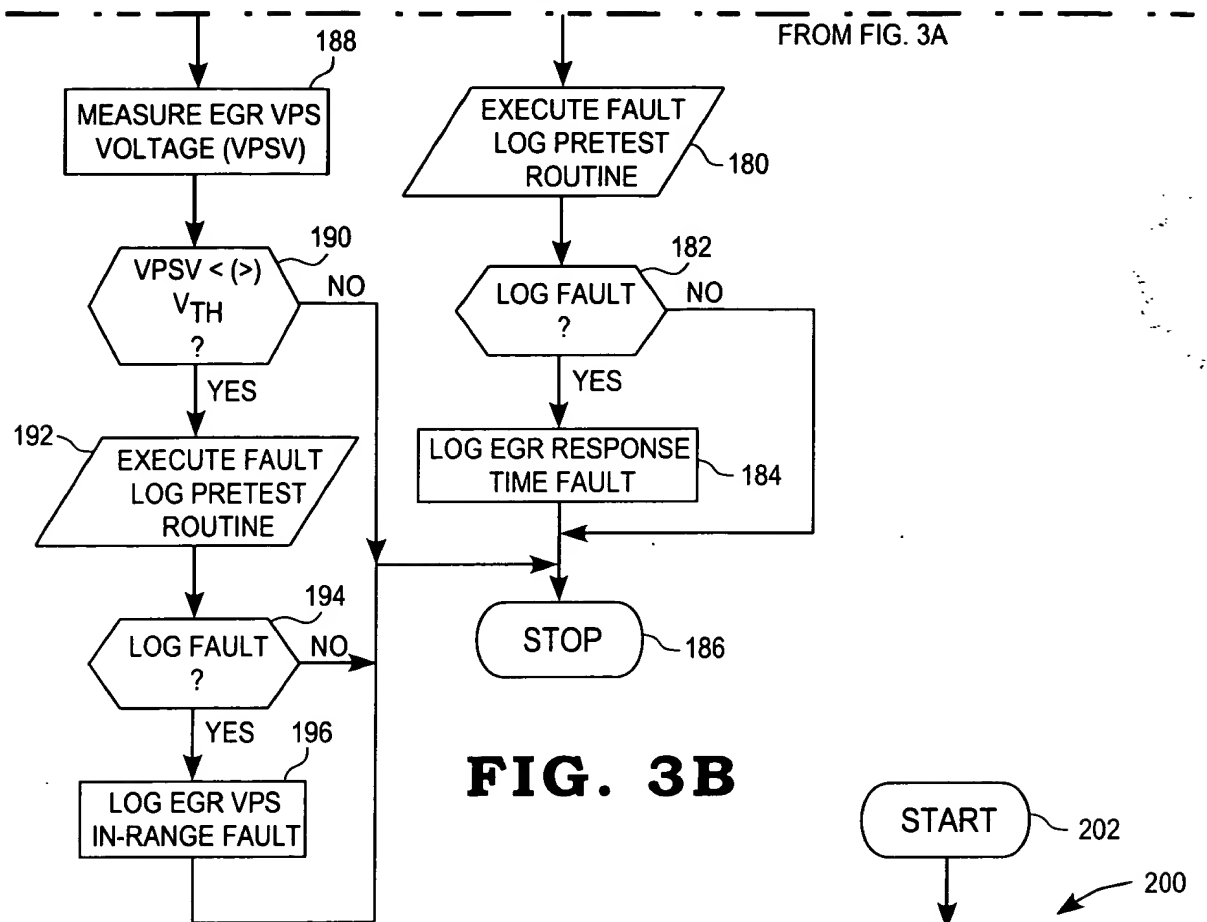 FROM FIG. 3A
188
MEASURE EGR VPS
VOLTAGE (VPSV)
190
VPSV < (>)
VTH
?
NO
YES
192
EXECUTE FAULT
LOG PRETEST
ROUTINE
194
LOG FAULT
?
NO
YES
196
LOG EGR VPS
IN-RANGE FAULT
EXECUTE FAULT
LOG PRETEST
ROUTINE
180
182
LOG FAULT
?
NO
YES
LOG EGR RESPONSE
TIME FAULT
184
STOP
186
FIG. 3B
START
202
200